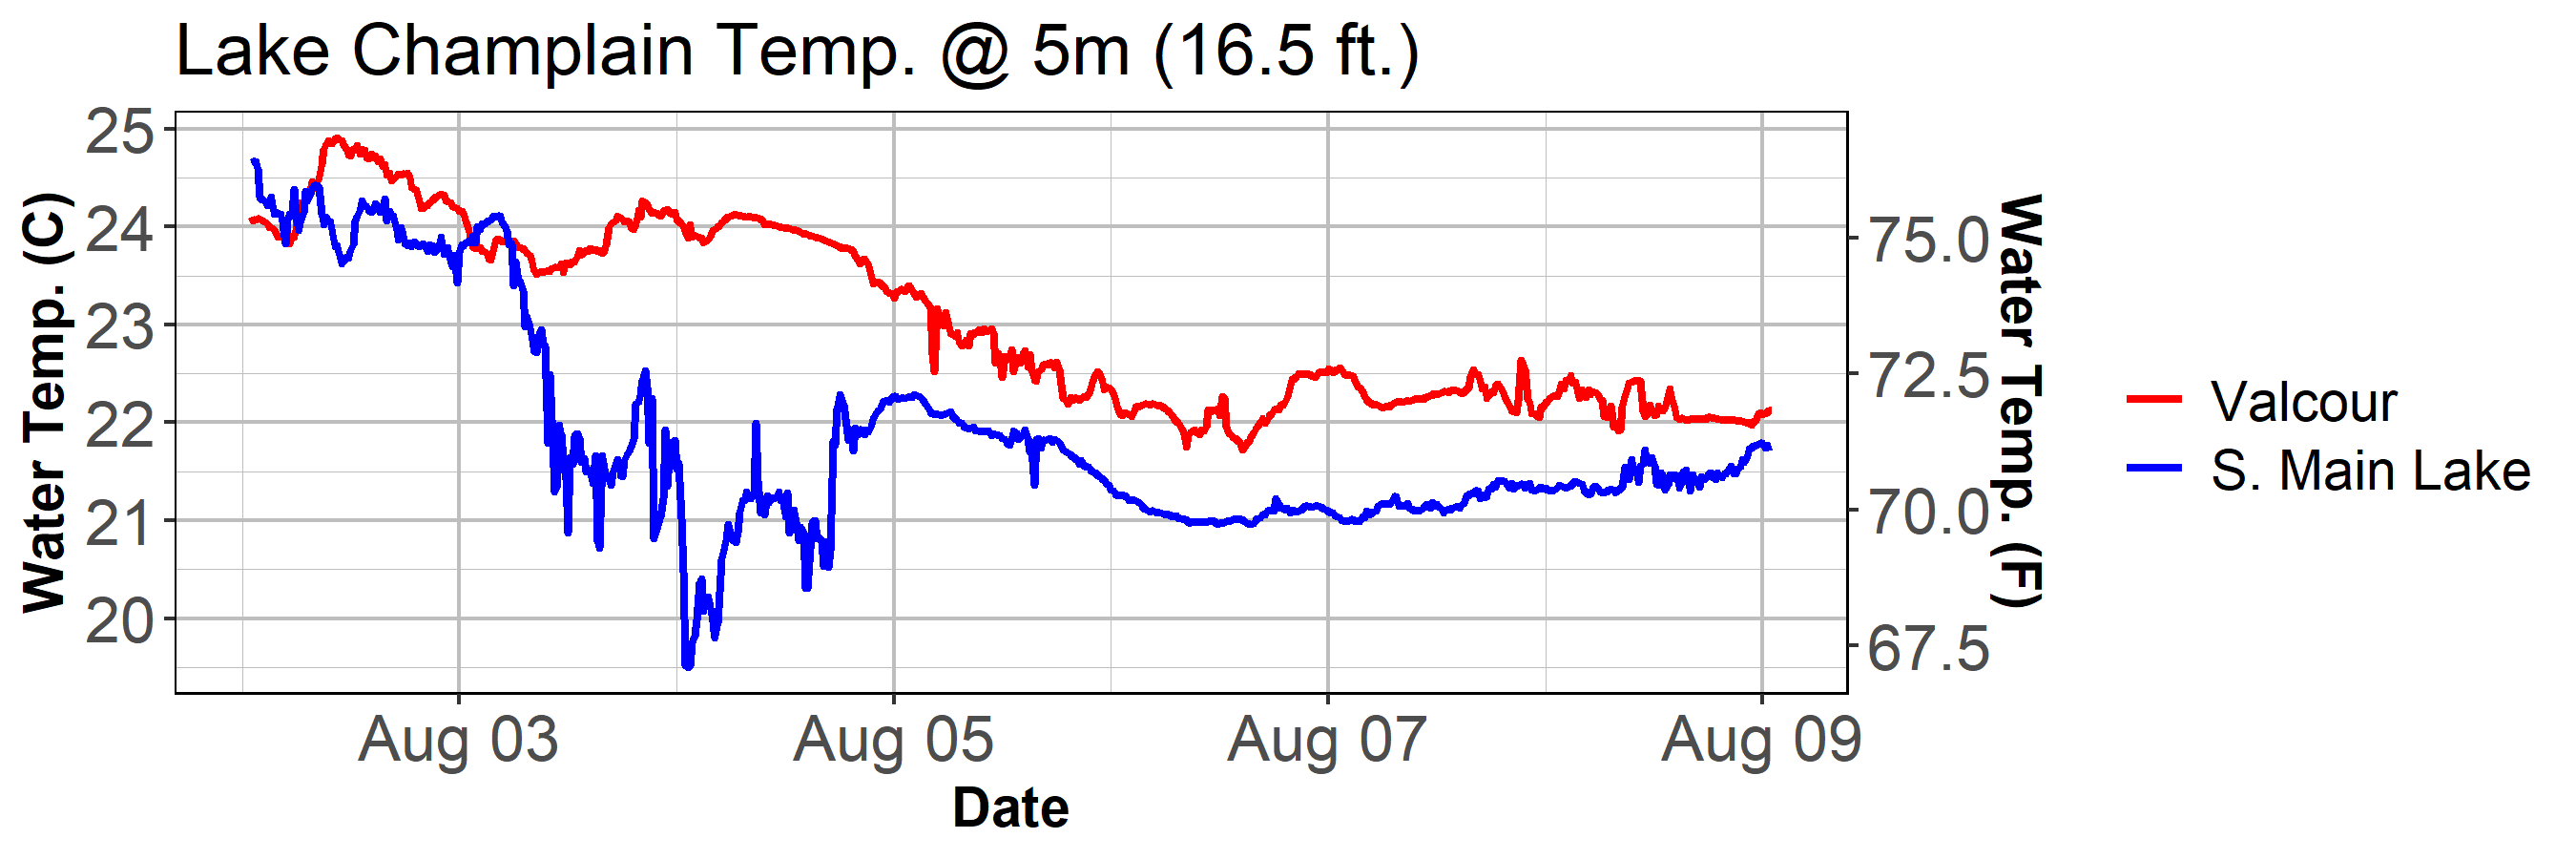 Lake Champlain Temp. @ 5m (16.5 ft.)
Water Temp. (C)
25
24
23
22
21
20
75.0
72.5
70.0
67.5
Water Temp. (F)
Aug 03
Aug 05
Aug 07
Aug 09
Date
Valcour
S. Main Lake